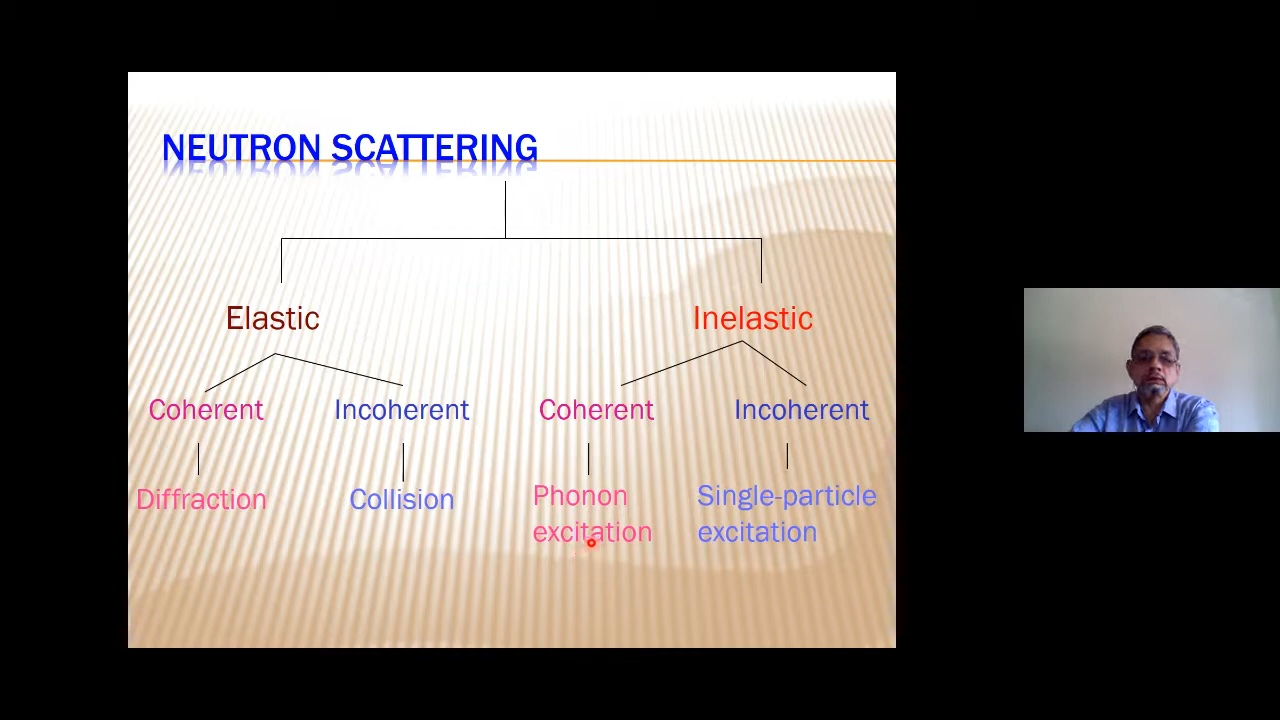 NEUTRON SCATTERING
Elastic
Inelastic
Coherent
Incoherent
Coherent
Incoherent
Diffraction
Collision
Phonon
excitation
Single-particle
excitation